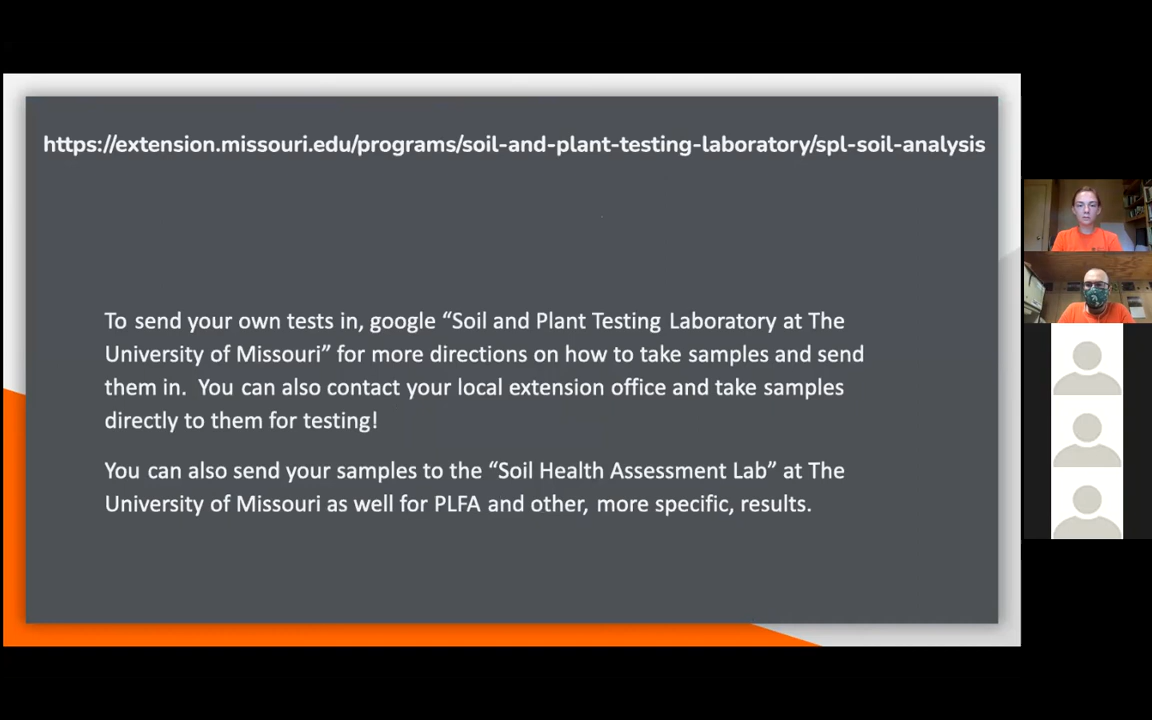 https://extension.missouri.edu/programs/soil-and-plant-testing-laboratory/spl-soil-analysis
To send your own tests in, google “Soil and Plant Testing Laboratory at The
University of Missouri” for more directions on how to take samples and send
them in.  You can also contact your local extension office and take samples
directly to them for testing!
You can also send your samples to the “Soil Health Assessment Lab” at The
University of Missouri as well for PLFA and other, more specific, results.